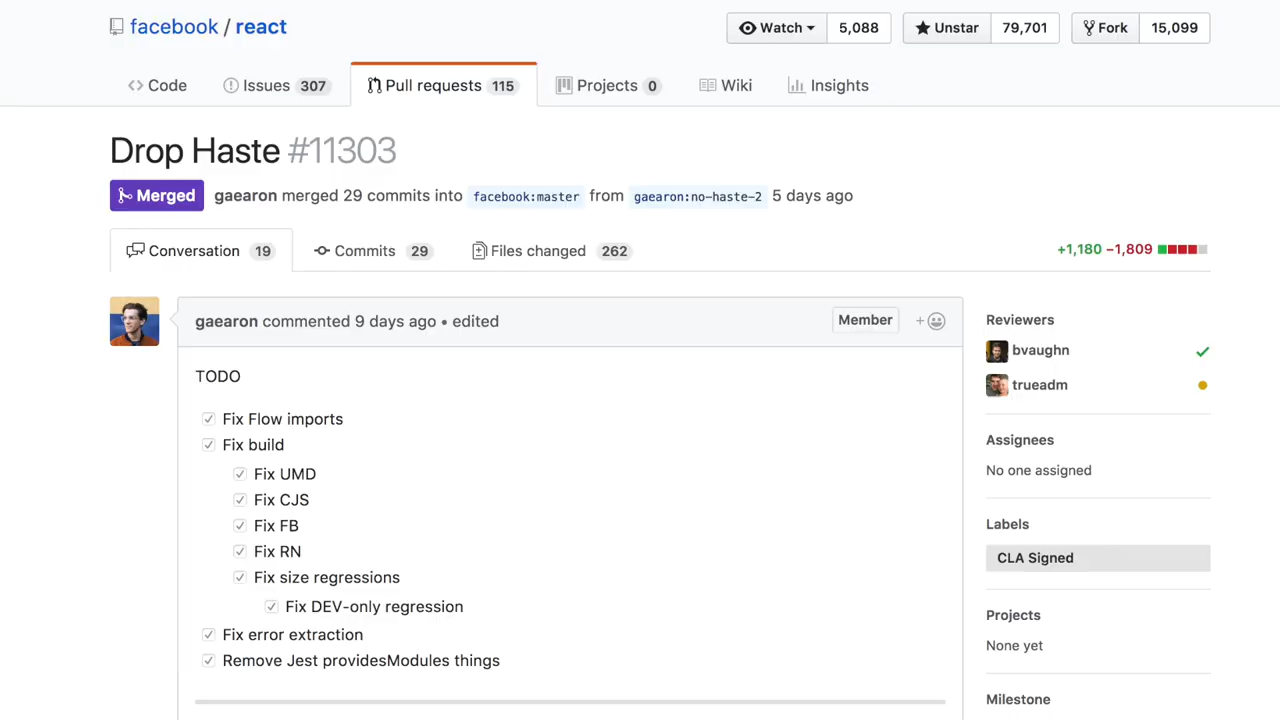 facebook / react
Watch 5,088 Unstar 79,701 Fork 15,099
Code Issues 307 Pull requests 115 Projects 0 Wiki Insights
Drop Haste #11303
Merged gaearon merged 29 commits into facebook:master from gaearon:no-haste-2 5 days ago
Conversation 19 Commits 29 Files changed 262 +1,180 −1,809
gaearon commented 9 days ago • edited Member
TODO
Fix Flow imports
Fix build
Fix UMD
Fix CJS
Fix FB
Fix RN
Fix size regressions
Fix DEV-only regression
Fix error extraction
Remove Jest providesModules things
Reviewers
bvaughn
trueadm
Assignees
No one assigned
Labels
CLA Signed
Projects
None yet
Milestone